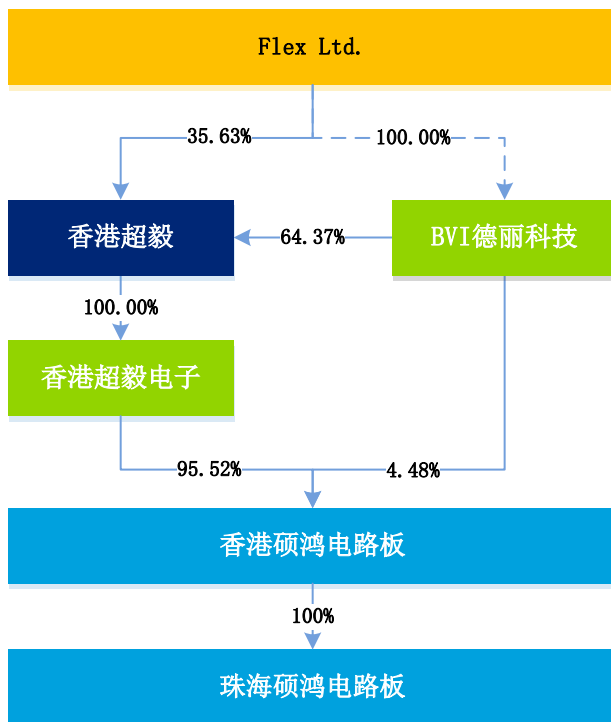 Flex Ltd.
35.63%
100.00%
香港超毅
64.37%
BVI德丽科技
100.00%
香港超毅电子
95.52%
4.48%
香港硕鸿电路板
100%
珠海硕鸿电路板